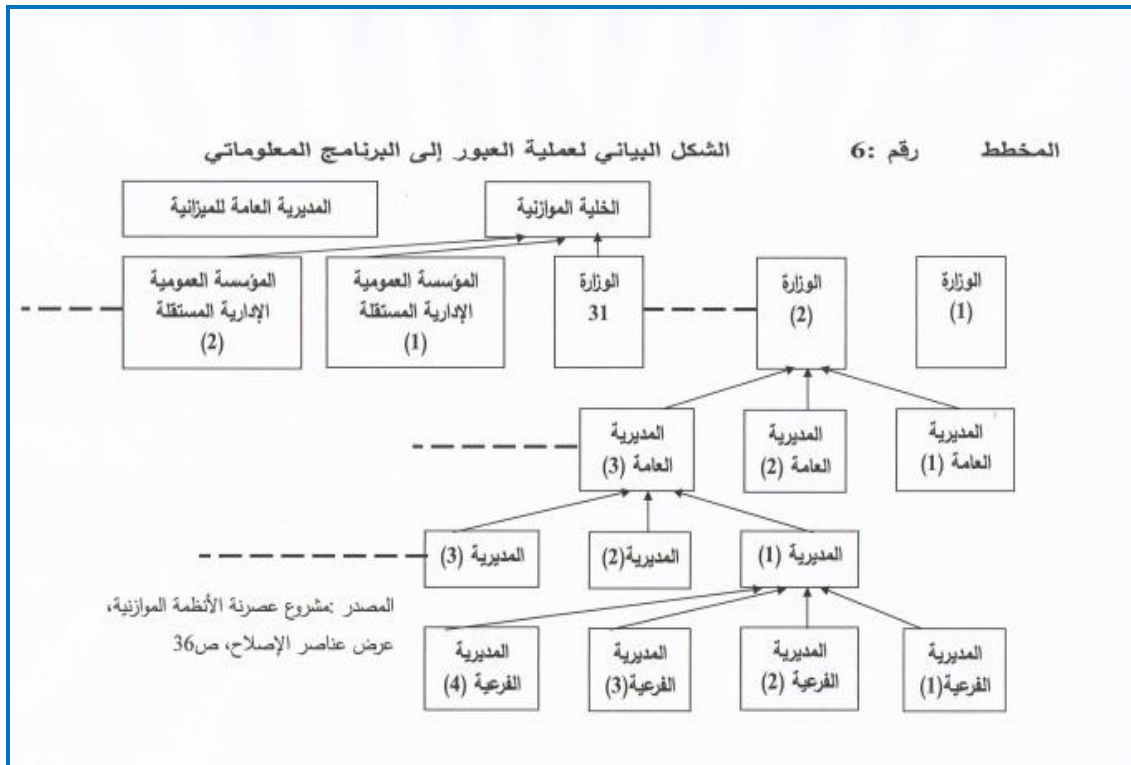 المخطط رقم :6 الشكل البياني لعملية العبور إلى البرنامج المعلوماتي
الخلية الموازنية
المديرية العامة للميزانية
الوزارة
(1)
الوزارة
(2)
الوزارة
31
المؤسسة العمومية
الإدارية المستقلة
(1)
المؤسسة العمومية
الإدارية المستقلة
(2)
المديرية
العامة (1)
المديرية
العامة (2)
المديرية
العامة (3)
المديرية (1)
المديرية(2)
المديرية (3)
المديرية
الفرعية(1)
المديرية
الفرعية (2)
المديرية
الفرعية(3)
المديرية
الفرعية (4)
المصدر :مشروع عصرنة الأنظمة الموازنية،
عرض عناصر الإصلاح، ص36